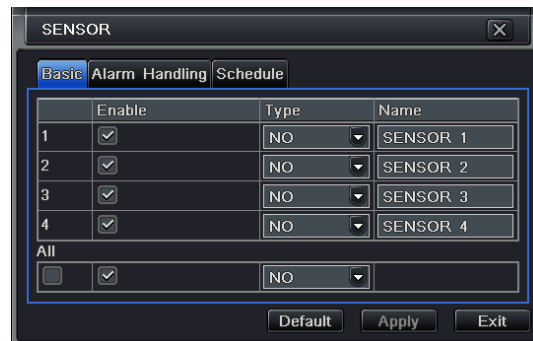 SENSOR
Basic Alarm Handling Schedule
Enable Type Name
1 NO SENSOR 1
2 NO SENSOR 2
3 NO SENSOR 3
4 NO SENSOR 4
All
NO
Default Apply Exit